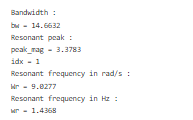 Bandwidth :
bw = 14.6632
Resonant peak :
peak_mag = 3.3783
idx = 1
Resonant frequency in rad/s :
Wr = 9.0277
Resonant frequency in Hz :
wr = 1.4368